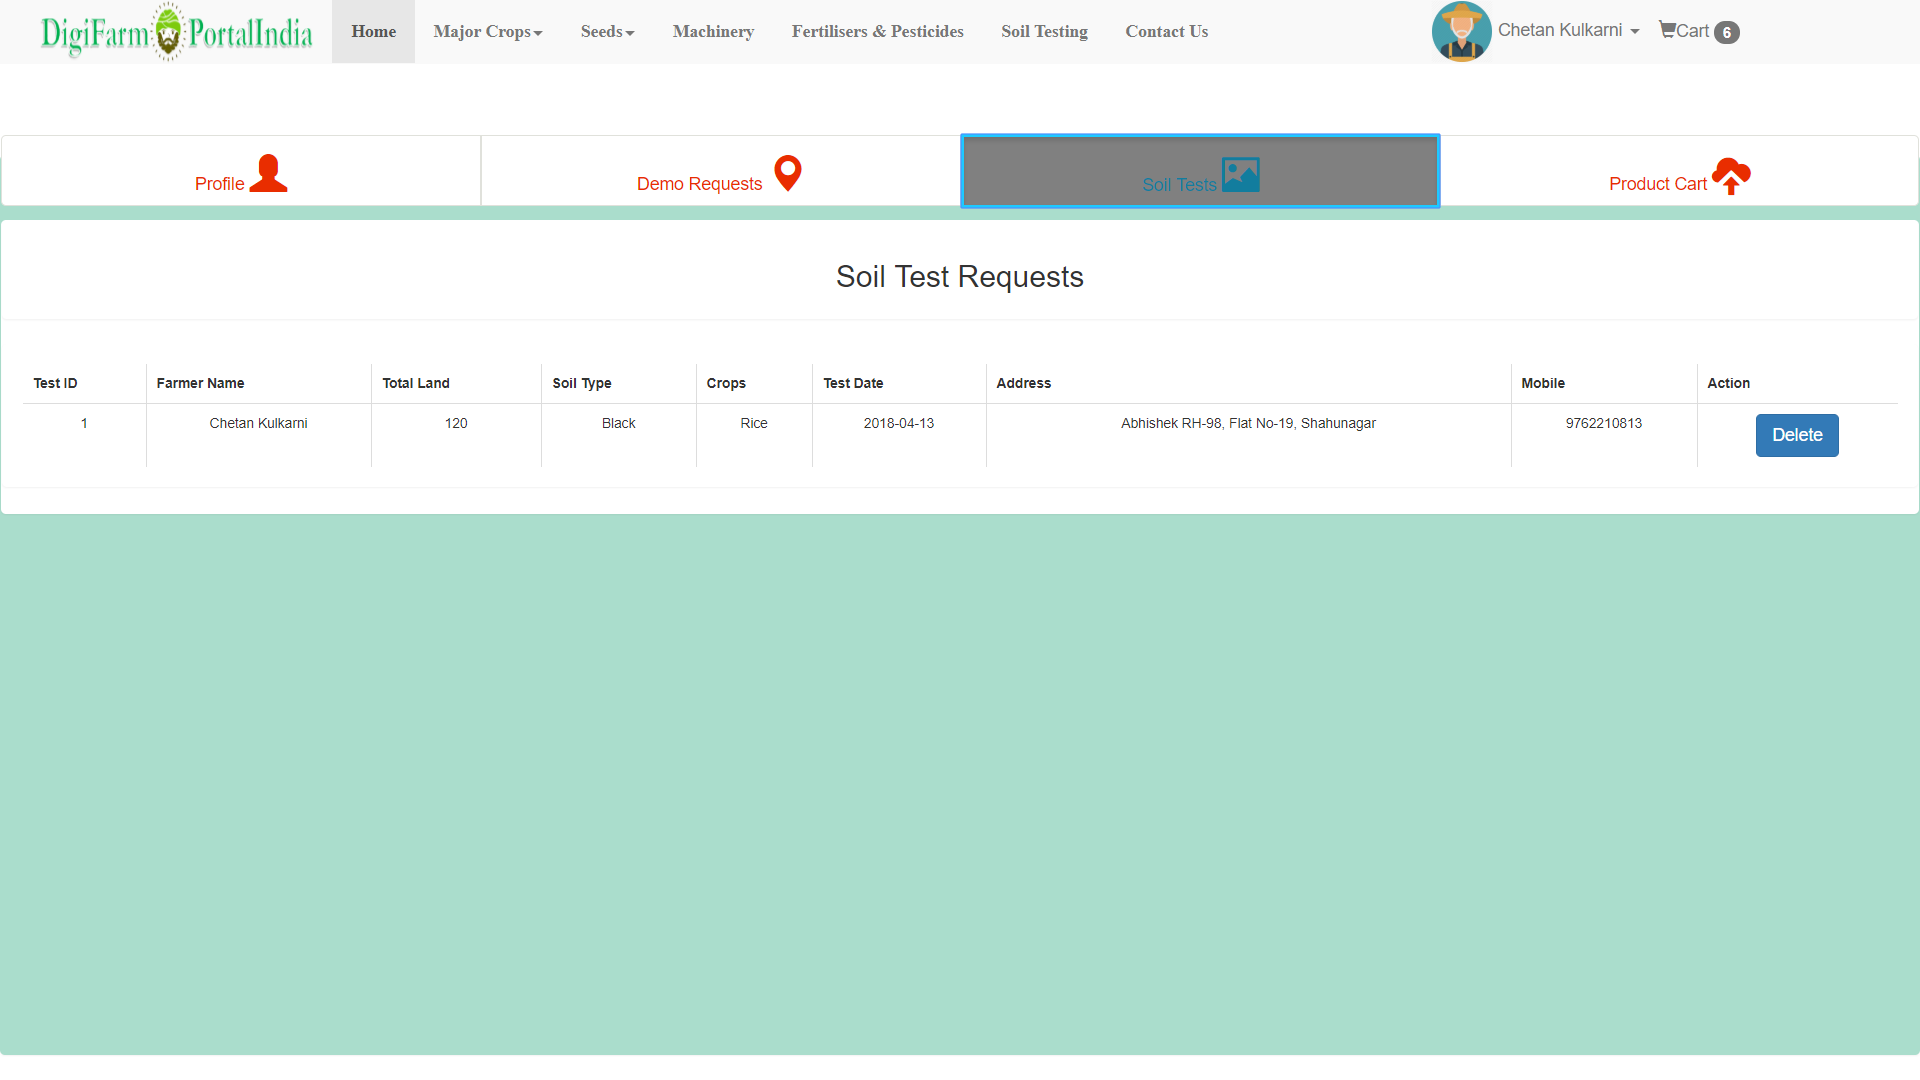 DigiFarm PortalIndia Home Major Crops Seeds Machinery Fertilisers & Pesticides Soil Testing Contact Us Chetan Kulkarni Cart 6
Profile Demo Requests Soil Tests Product Cart
Soil Test Requests
Test ID Farmer Name Total Land Soil Type Crops Test Date Address Mobile Action
1 Chetan Kulkarni 120 Black Rice 2018-04-13 Abhishek RH-98, Flat No-19, Shahunagar 9762210813 Delete